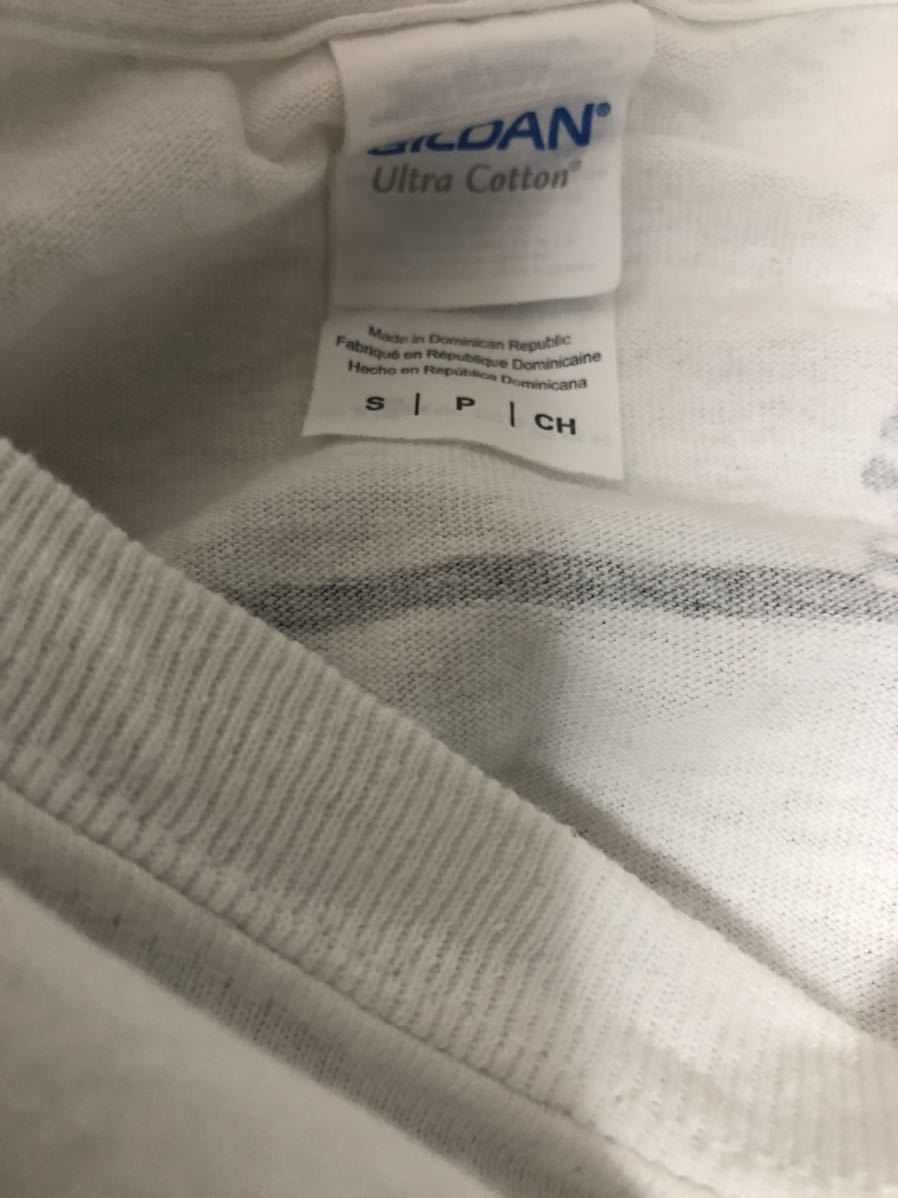 GILDAN®
Ultra Cotton®
Made in Dominican Republic
Fabriqué en République Dominicaine
Hecho en República Dominicana
S | P | CH